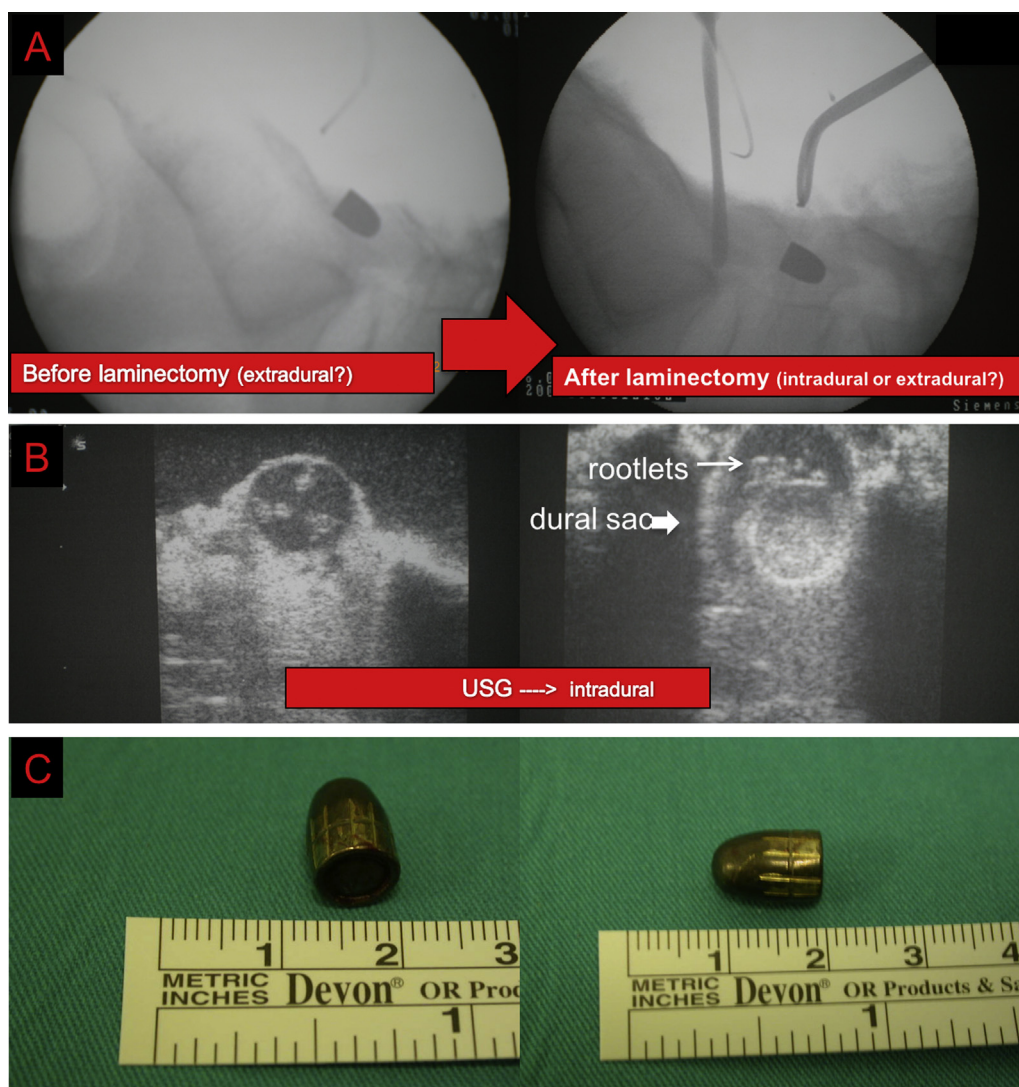 A
Before laminectomy (extradural?)
After laminectomy (intradural or extradural?)
Siemens
B
rootlets
dural sac
USG ----> intradural
C
1 2 3
METRIC
INCHES Devon® OR Proc
1
1 2 3 4
METRIC
INCHES Devon® OR Products & Sa
1